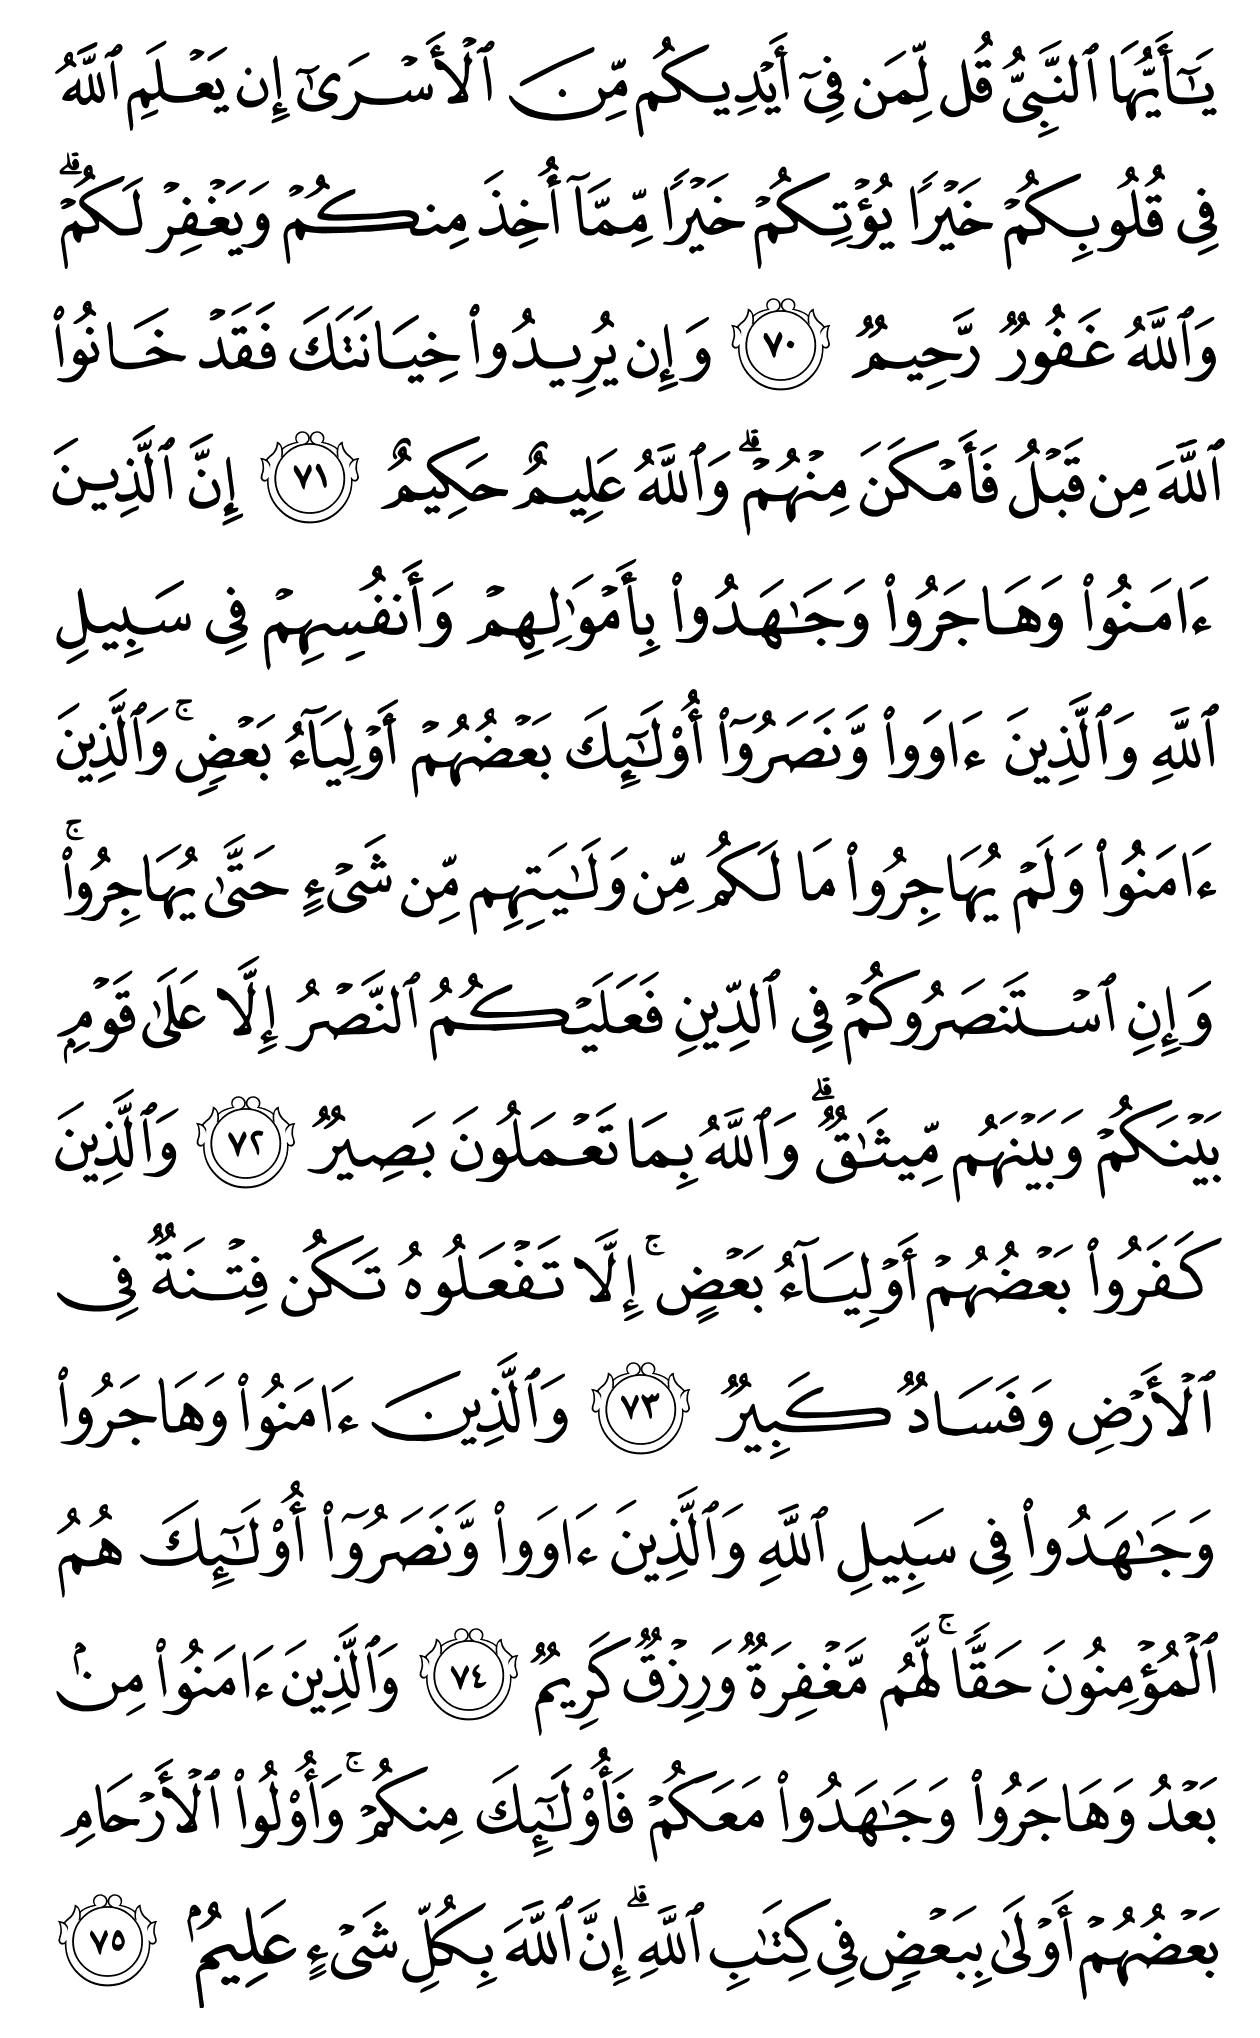 يَـٰٓأَيُّهَا ٱلنَّبِىُّ قُل لِّمَن فِىٓ أَيْدِيكُم مِّنَ ٱلْأَسْرَىٰٓ إِن يَعْلَمِ ٱللَّهُ
فِى قُلُوبِكُمْ خَيْرًا يُؤْتِكُمْ خَيْرًا مِّمَّآ أُخِذَ مِنكُمْ وَيَغْفِرْ لَكُمْ ۗ
وَٱللَّهُ غَفُورٌ رَّحِيمٌ ٧٠ وَإِن يُرِيدُوا۟ خِيَانَتَكَ فَقَدْ خَانُوا۟
ٱللَّهَ مِن قَبْلُ فَأَمْكَنَ مِنْهُمْ ۗ وَٱللَّهُ عَلِيمٌ حَكِيمٌ ٧١ إِنَّ ٱلَّذِينَ
ءَامَنُوا۟ وَهَاجَرُوا۟ وَجَـٰهَدُوا۟ بِأَمْوَٰلِهِمْ وَأَنفُسِهِمْ فِى سَبِيلِ
ٱللَّهِ وَٱلَّذِينَ ءَاوَوا۟ وَّنَصَرُوٓا۟ أُو۟لَـٰٓئِكَ بَعْضُهُمْ أَوْلِيَآءُ بَعْضٍ ۚ وَٱلَّذِينَ
ءَامَنُوا۟ وَلَمْ يُهَاجِرُوا۟ مَا لَكُم مِّن وَلَـٰيَتِهِم مِّن شَىْءٍ حَتَّىٰ يُهَاجِرُوا۟ ۚ
وَإِنِ ٱسْتَنصَرُوكُمْ فِى ٱلدِّينِ فَعَلَيْكُمُ ٱلنَّصْرُ إِلَّا عَلَىٰ قَوْمٍۭ
بَيْنَكُمْ وَبَيْنَهُم مِّيثَـٰقٌ ۗ وَٱللَّهُ بِمَا تَعْمَلُونَ بَصِيرٌ ٧٢ وَٱلَّذِينَ
كَفَرُوا۟ بَعْضُهُمْ أَوْلِيَآءُ بَعْضٍ ۚ إِلَّا تَفْعَلُوهُ تَكُن فِتْنَةٌ فِى
ٱلْأَرْضِ وَفَسَادٌ كَبِيرٌ ٧٣ وَٱلَّذِينَ ءَامَنُوا۟ وَهَاجَرُوا۟
وَجَـٰهَدُوا۟ فِى سَبِيلِ ٱللَّهِ وَٱلَّذِينَ ءَاوَوا۟ وَّنَصَرُوٓا۟ أُو۟لَـٰٓئِكَ هُمُ
ٱلْمُؤْمِنُونَ حَقًّا ۚ لَّهُم مَّغْفِرَةٌ وَرِزْقٌ كَرِيمٌ ٧٤ وَٱلَّذِينَ ءَامَنُوا۟ مِنۢ
بَعْدُ وَهَاجَرُوا۟ وَجَـٰهَدُوا۟ مَعَكُمْ فَأُو۟لَـٰٓئِكَ مِنكُمْ ۚ وَأُو۟لُوا۟ ٱلْأَرْحَامِ
بَعْضُهُمْ أَوْلَىٰ بِبَعْضٍ فِى كِتَـٰبِ ٱللَّهِ ۗ إِنَّ ٱللَّهَ بِكُلِّ شَىْءٍ عَلِيمٌۢ ٧٥